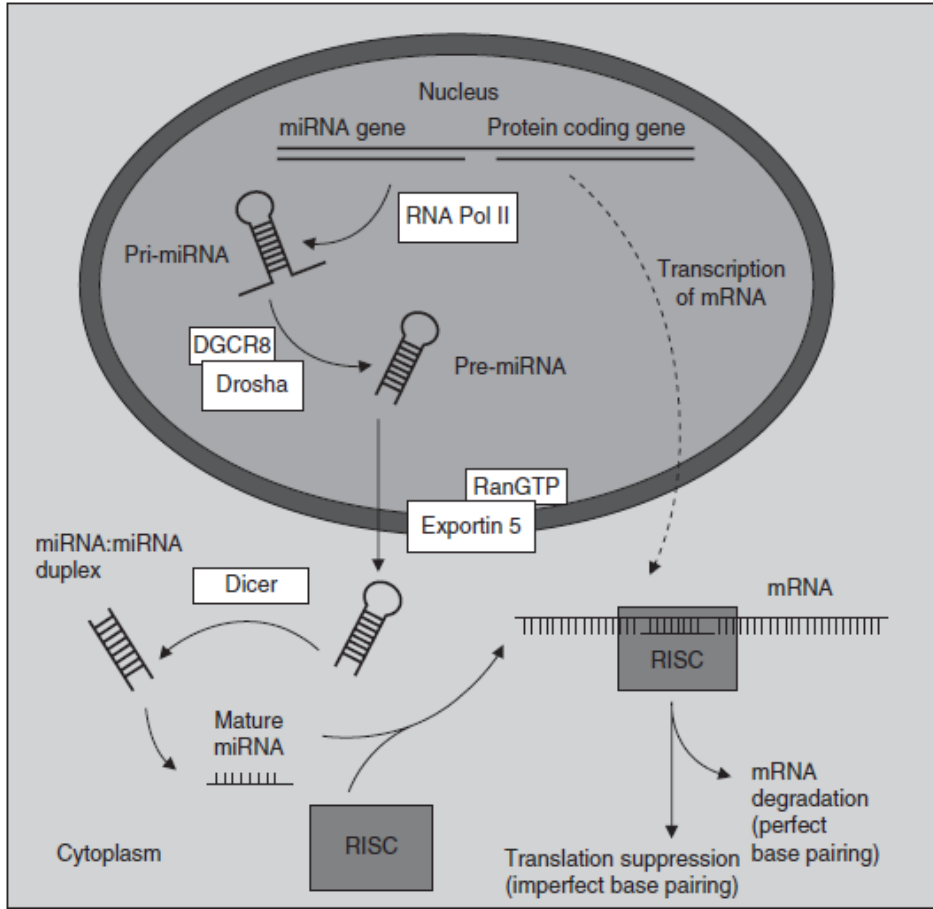 Nucleus
miRNA gene
Protein coding gene
RNA Pol II
Pri-miRNA
Transcription
of mRNA
DGCR8
Drosha
Pre-miRNA
RanGTP
Exportin 5
miRNA:miRNA
duplex
Dicer
mRNA
RISC
Mature
miRNA
mRNA
degradation
(perfect
base pairing)
RISC
Cytoplasm
Translation suppression
(imperfect base pairing)